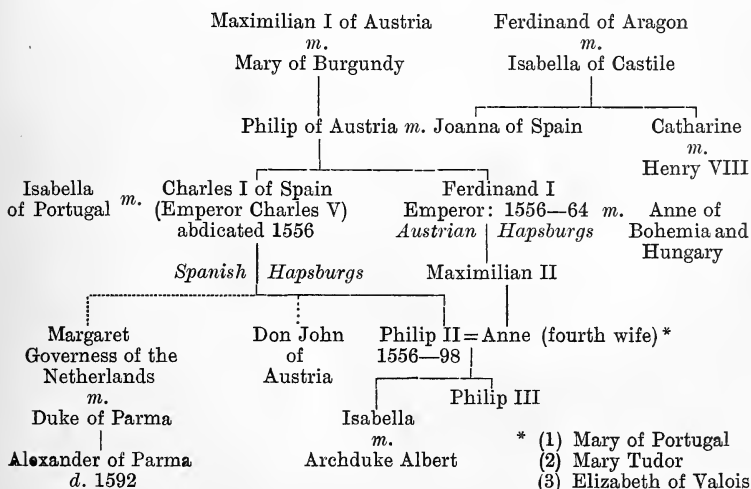 Maximilian I of Austria
m.
Mary of Burgundy
Ferdinand of Aragon
m.
Isabella of Castile
Philip of Austria m. Joanna of Spain
Catharine
m.
Henry VIII
Isabella
of Portugal
m.
Charles I of Spain
(Emperor Charles V)
abdicated 1556
Ferdinand I
Emperor: 1556—64 m.
Anne of
Bohemia and
Hungary
Austrian Hapsburgs
Spanish Hapsburgs
Maximilian II
Margaret
Governess of the
Netherlands
m.
Duke of Parma
Alexander of Parma
d. 1592
Don John
of
Austria
Philip II = Anne (fourth wife) *
1556—98
Philip III
Isabella
m.
Archduke Albert
* (1) Mary of Portugal
(2) Mary Tudor
(3) Elizabeth of Valois